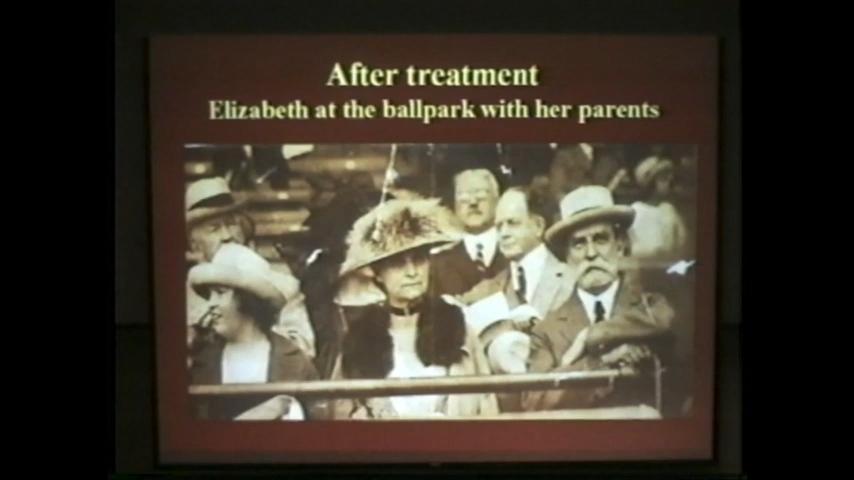 After treatment
Elizabeth at the ballpark with her parents